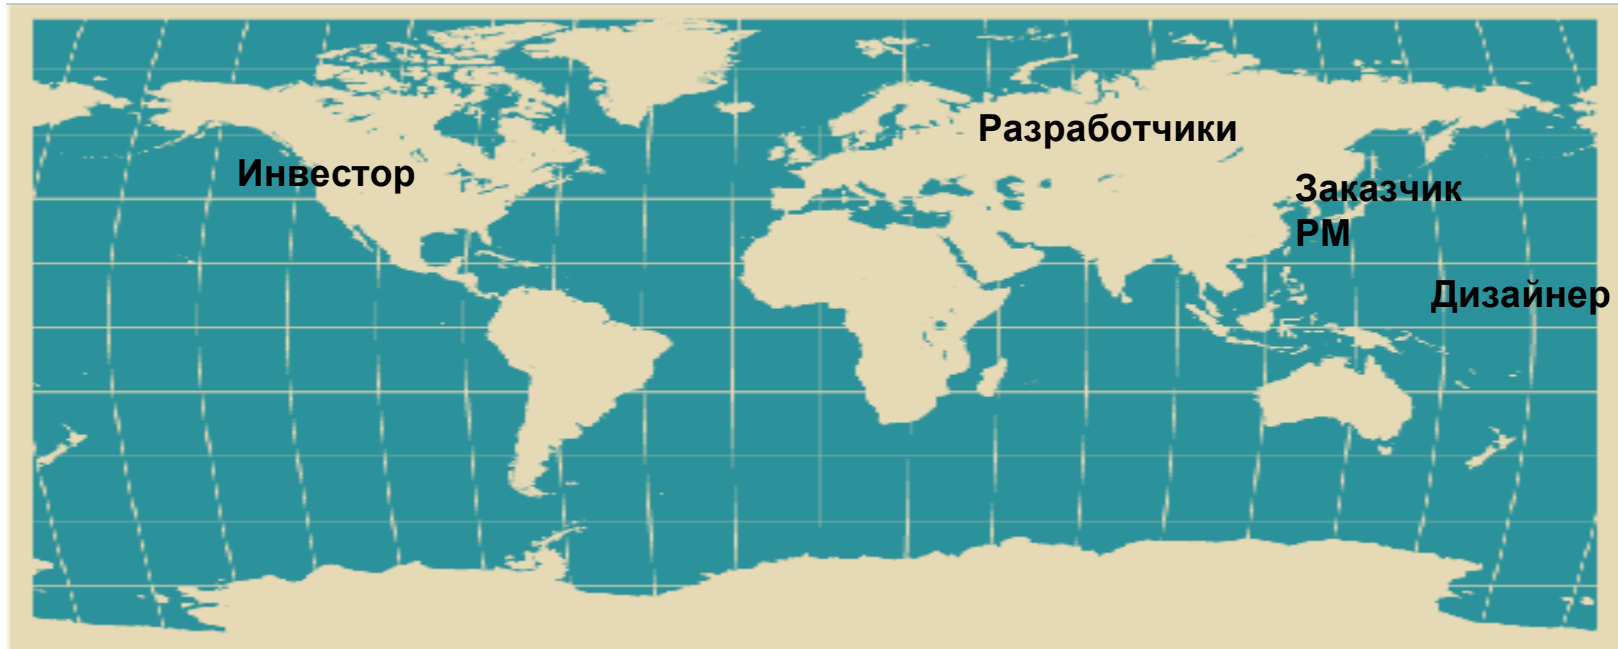 Разработчики
Инвестор
Заказчик
PM
Дизайнер